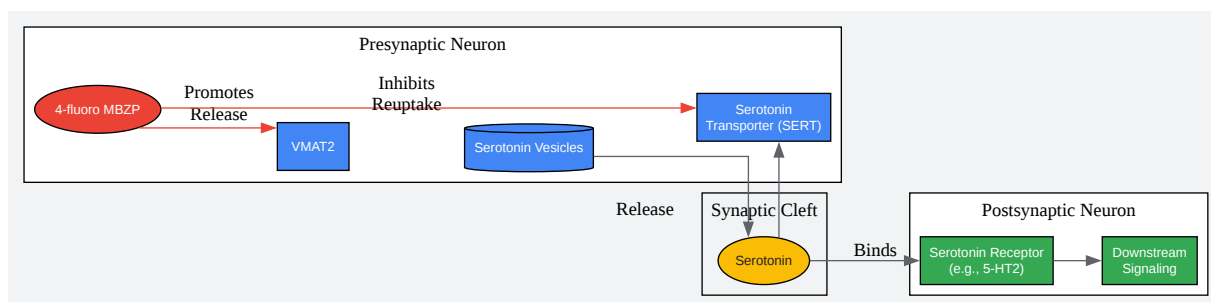 Presynaptic Neuron
4-fluoro MBZP
Promotes
Release
Inhibits
Reuptake
Serotonin
Transporter (SERT)
VMAT2
Serotonin Vesicles
Release
Synaptic Cleft
Serotonin
Binds
Postsynaptic Neuron
Serotonin Receptor
(e.g., 5-HT2)
Downstream
Signaling